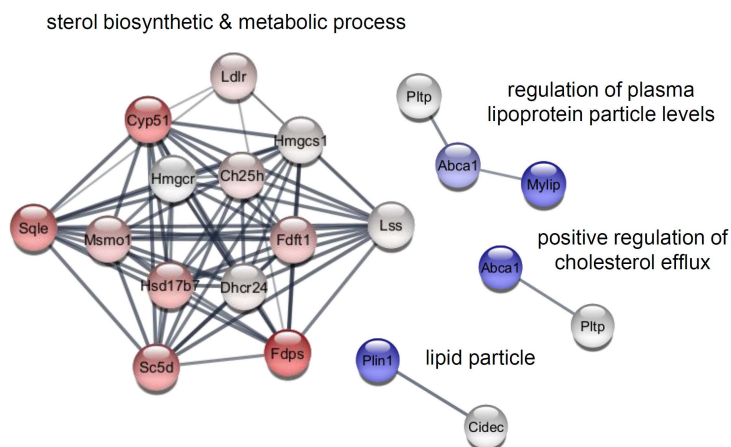 sterol biosynthetic & metabolic process
Ldlr
Cyp51
Hmgcs1
Hmgcr
Ch25h
Sqle
Msmo1
Fdft1
Lss
Hsd17b7
Dhcr24
Sc5d
Fdps
Pltp
regulation of plasma
lipoprotein particle levels
Abca1
Mylip
positive regulation of
cholesterol efflux
Abca1
Pltp
Plin1
lipid particle
Cidec